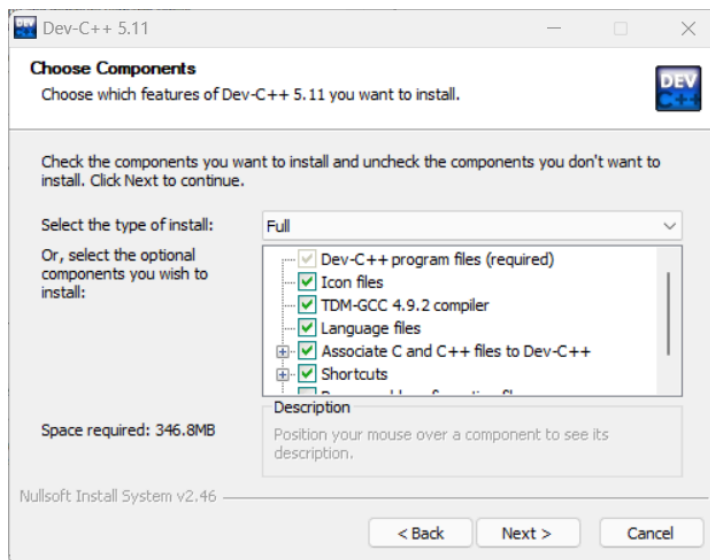 Dev-C++ 5.11
Choose Components
Choose which features of Dev-C++ 5.11 you want to install.
DEV
C++
Check the components you want to install and uncheck the components you don't want to
install. Click Next to continue.
Select the type of install:
Full
Or, select the optional
components you wish to
install:
Dev-C++ program files (required)
Icon files
TDM-GCC 4.9.2 compiler
Language files
Associate C and C++ files to Dev-C++
Shortcuts
Space required: 346.8MB
Description
Position your mouse over a component to see its
description.
Nullsoft Install System v2.46
< Back
Next >
Cancel